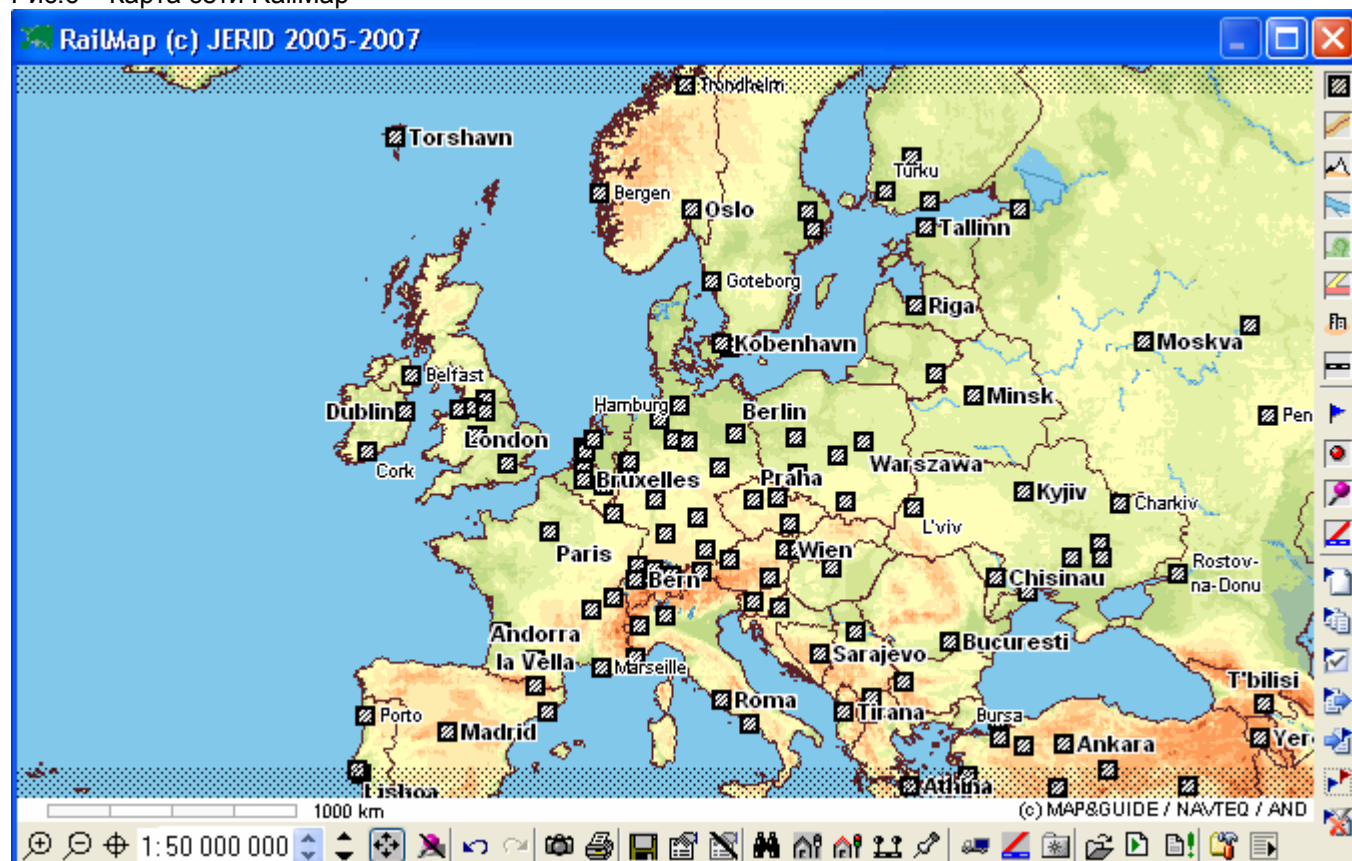 RailMap (c) JERID 2005-2007
Trondheim
Torshavn
Turku
Bergen
Oslo
Tallinn
Goteborg
Riga
Kobenhavn
Moskva
Belfast
Minsk
Dublin
Hamburg
Berlin
Pen
London
Cork
Warszawa
Bruxelles
Praha
Kyjiv
Charkiv
L'viv
Paris
Wien
Rostov-
na-Donu
Bern
Chisinau
Andorra
la Vella
Bucuresti
Sarajevo
Marseille
T'bilisi
Roma
Porto
Tirana
Bursa
Madrid
Ankara
Yer
Athina
Lisboa
1000 km
(c) MAP&GUIDE / NAVTEQ / AND
1:50 000 000